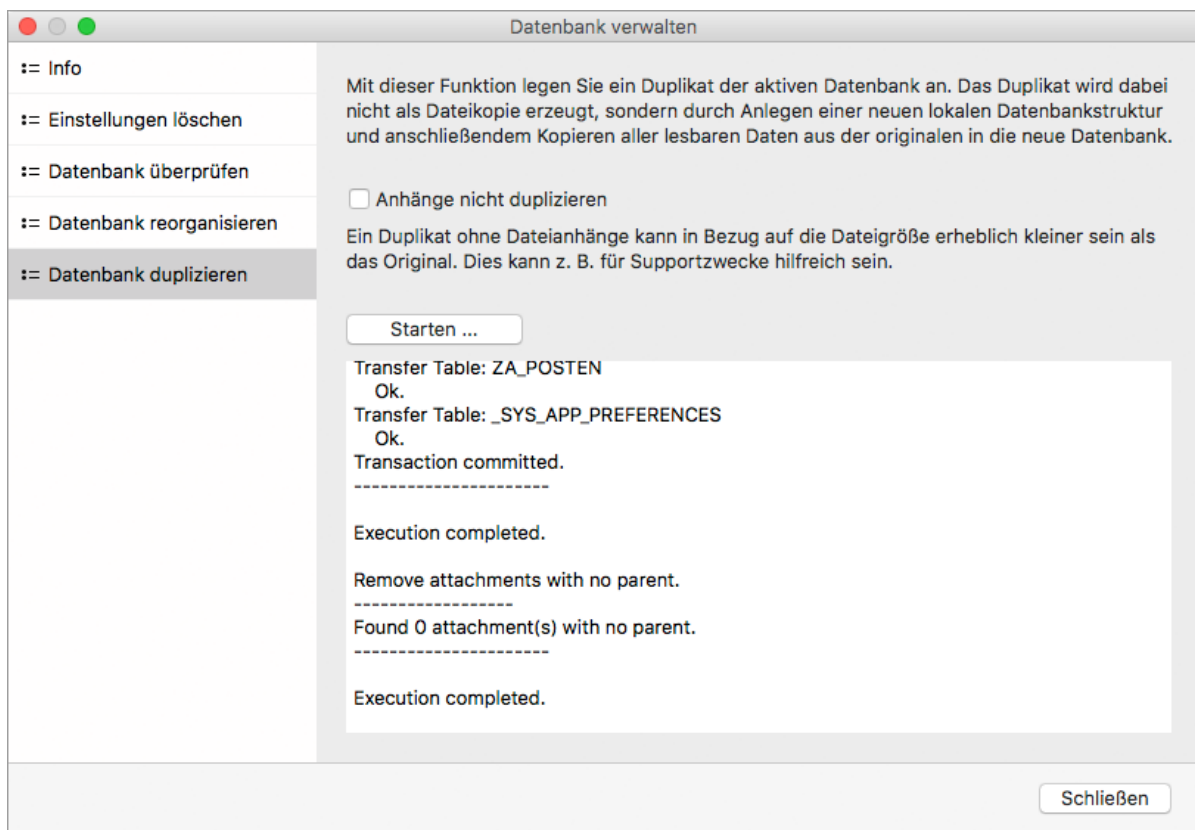 Datenbank verwalten
Info
Einstellungen löschen
Datenbank überprüfen
Datenbank reorganisieren
Datenbank duplizieren
Mit dieser Funktion legen Sie ein Duplikat der aktiven Datenbank an. Das Duplikat wird dabei
nicht als Dateikopie erzeugt, sondern durch Anlegen einer neuen lokalen Datenbankstruktur
und anschließendem Kopieren aller lesbaren Daten aus der originalen in die neue Datenbank.
Anhänge nicht duplizieren
Ein Duplikat ohne Dateianhänge kann in Bezug auf die Dateigröße erheblich kleiner sein als
das Original. Dies kann z. B. für Supportzwecke hilfreich sein.
Starten ...
Transfer Table: ZA_POSTEN
Ok.
Transfer Table: _SYS_APP_PREFERENCES
Ok.
Transaction committed.
----------------------
Execution completed.
Remove attachments with no parent.
------------------
Found 0 attachment(s) with no parent.
----------------------
Execution completed.
Schließen